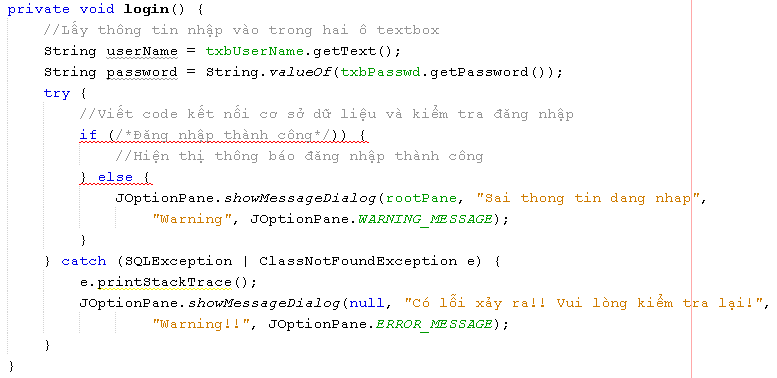 private void login() {
//Lấy thông tin nhập vào trong hai ô textbox
String userName = txbUserName.getText();
String password = String.valueOf(txbPasswd.getPassword());
try {
//Viết code kết nối cơ sở dữ liệu và kiểm tra đăng nhập
if (/*Đăng nhập thành công*/)) {
//Hiện thị thông báo đăng nhập thành công
} else {
JOptionPane.showMessageDialog(rootPane, "Sai thong tin dang nhap",
"Warning", JOptionPane.WARNING_MESSAGE);
}
} catch (SQLException | ClassNotFoundException e) {
e.printStackTrace();
JOptionPane.showMessageDialog(null, "Có lỗi xảy ra!! Vui lòng kiểm tra lại!",
"Warning!!", JOptionPane.ERROR_MESSAGE);
}
}